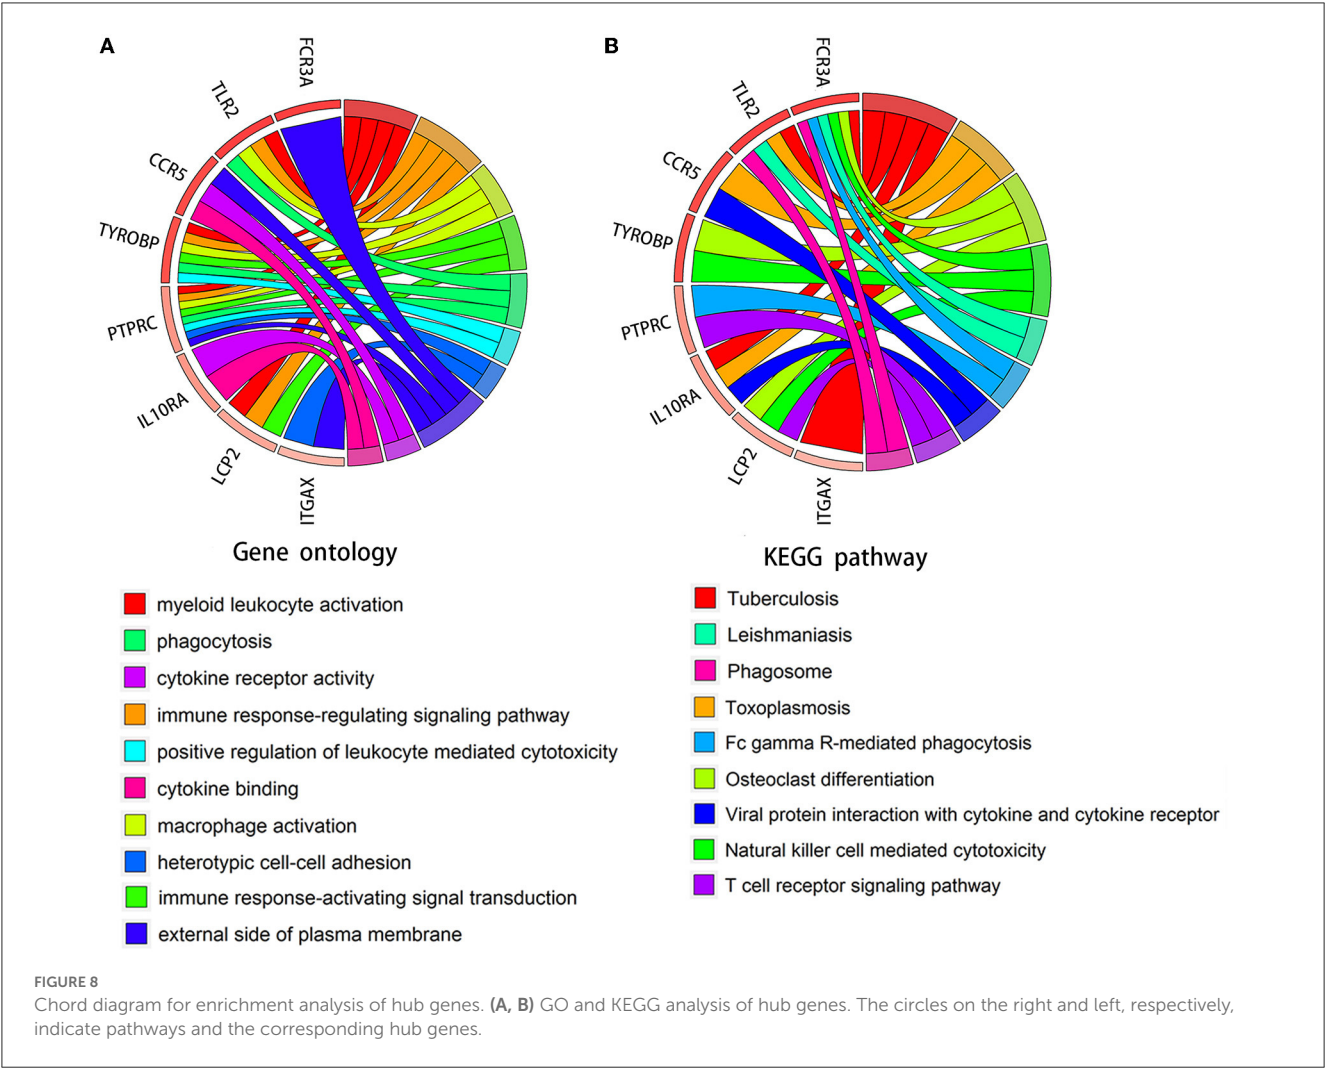 A
FCR3A
TLR2
CCR5
TYROBP
PTPRC
IL10RA
LCP2
ITGAX
Gene ontology
myeloid leukocyte activation
phagocytosis
cytokine receptor activity
immune response-regulating signaling pathway
positive regulation of leukocyte mediated cytotoxicity
cytokine binding
macrophage activation
heterotypic cell-cell adhesion
immune response-activating signal transduction
external side of plasma membrane
B
FCR3A
TLR2
CCR5
TYROBP
PTPRC
IL10RA
LCP2
ITGAX
KEGG pathway
Tuberculosis
Leishmaniasis
Phagosome
Toxoplasmosis
Fc gamma R-mediated phagocytosis
Osteoclast differentiation
Viral protein interaction with cytokine and cytokine receptor
Natural killer cell mediated cytotoxicity
T cell receptor signaling pathway
FIGURE 8
Chord diagram for enrichment analysis of hub genes. (A, B) GO and KEGG analysis of hub genes. The circles on the right and left, respectively,
indicate pathways and the corresponding hub genes.